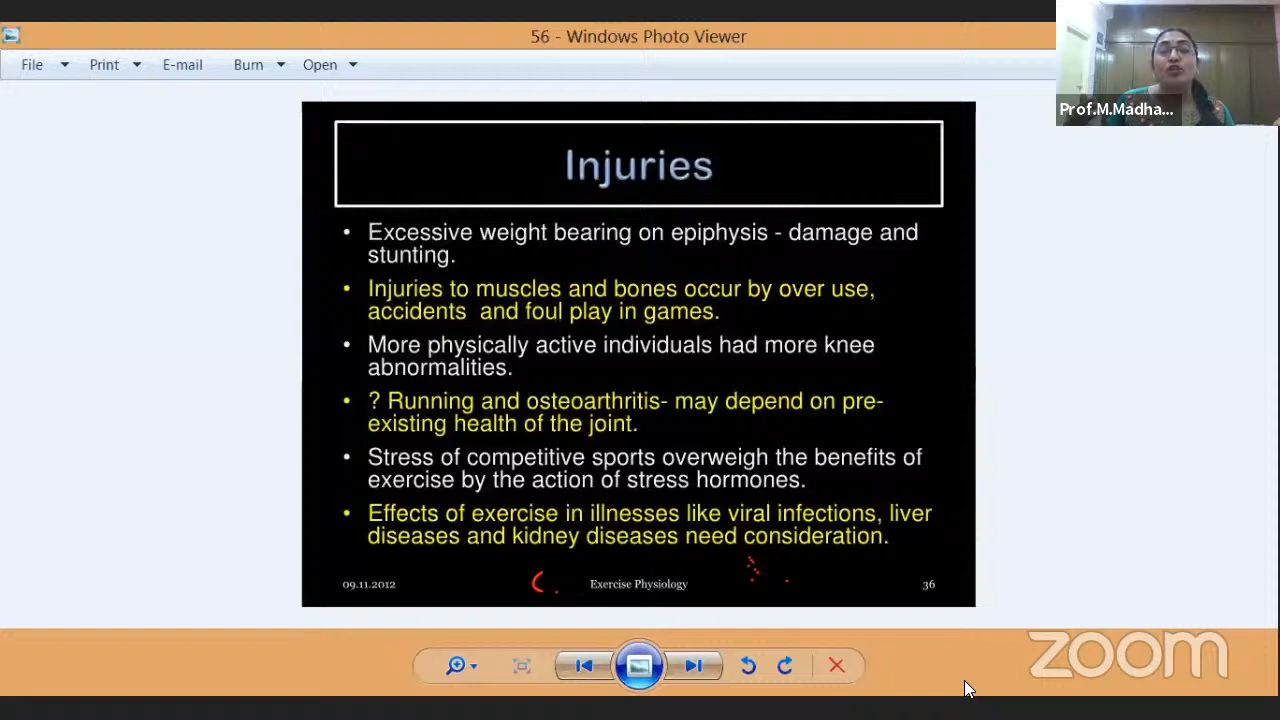 56 - Windows Photo Viewer
File Print E-mail Burn Open
Prof.M.Madha...
Injuries
• Excessive weight bearing on epiphysis - damage and
stunting.
• Injuries to muscles and bones occur by over use,
accidents and foul play in games.
• More physically active individuals had more knee
abnormalities.
• ? Running and osteoarthritis- may depend on pre-
existing health of the joint.
• Stress of competitive sports overweigh the benefits of
exercise by the action of stress hormones.
• Effects of exercise in illnesses like viral infections, liver
diseases and kidney diseases need consideration.
09.11.2012 Exercise Physiology 36
zoom